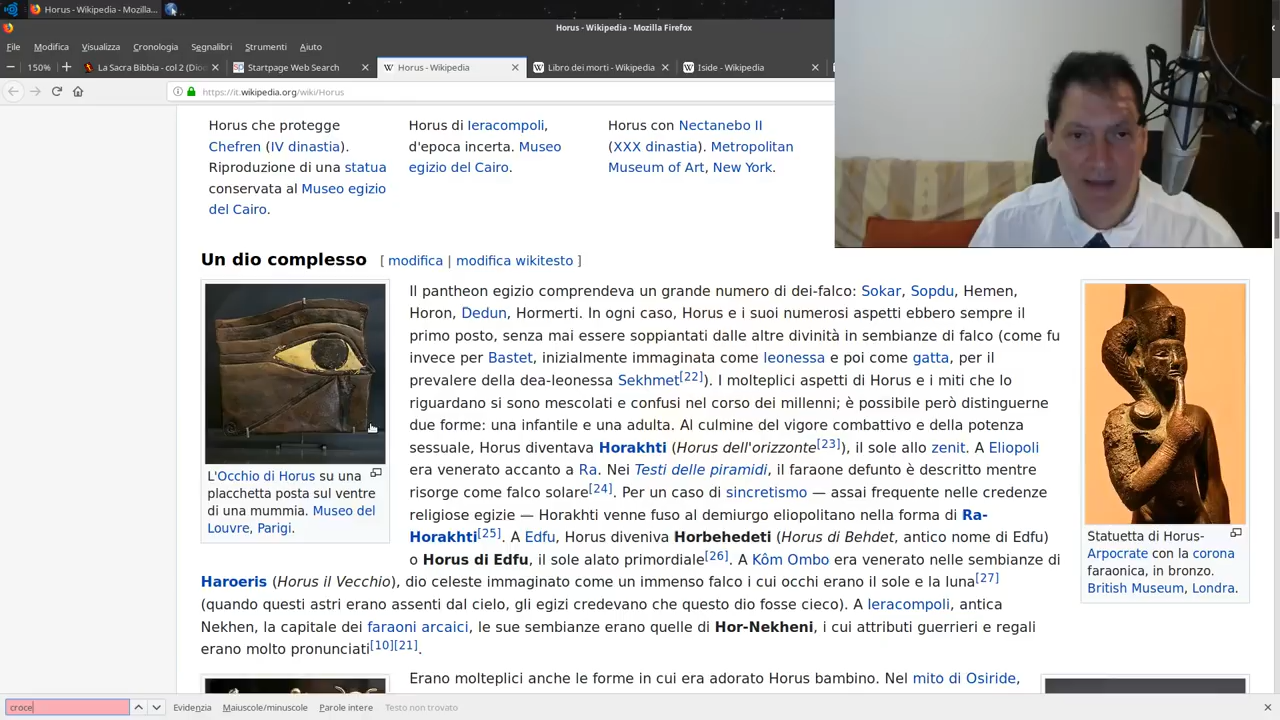 Horus - Wikipedia - Mozilla...
Horus - Wikipedia - Mozilla Firefox
File Modifica Visualizza Cronologia Segnalibri Strumenti Aiuto
150% La Sacra Bibbia - col 2 (Dio Startpage Web Search Horus - Wikipedia Libro dei morti - Wikipedia Iside - Wikipedia
https://it.wikipedia.org/wiki/Horus
Horus che protegge
Chefren (IV dinastia).
Riproduzione di una statua
conservata al Museo egizio
del Cairo.
Horus di Ieracompoli,
d'epoca incerta. Museo
egizio del Cairo.
Horus con Nectanebo II
(XXX dinastia). Metropolitan
Museum of Art, New York.
Un dio complesso [ modifica | modifica wikitesto ]
L'Occhio di Horus su una
placchetta posta sul ventre
di una mummia. Museo del
Louvre, Parigi.
Il pantheon egizio comprendeva un grande numero di dei-falco: Sokar, Sopdu, Hemen,
Horon, Dedun, Hormerti. In ogni caso, Horus e i suoi numerosi aspetti ebbero sempre il
primo posto, senza mai essere soppiantati dalle altre divinità in sembianze di falco (come fu
invece per Bastet, inizialmente immaginata come leonessa e poi come gatta, per il
prevalere della dea-leonessa Sekhmet[22]). I molteplici aspetti di Horus e i miti che lo
riguardano si sono mescolati e confusi nel corso dei millenni; è possibile però distinguerne
due forme: una infantile e una adulta. Al culmine del vigore combattivo e della potenza
sessuale, Horus diventava Horakhti (Horus dell'orizzonte[23]), il sole allo zenit. A Eliopoli
era venerato accanto a Ra. Nei Testi delle piramidi, il faraone defunto è descritto mentre
risorge come falco solare[24]. Per un caso di sincretismo — assai frequente nelle credenze
religiose egizie — Horakhti venne fuso al demiurgo eliopolitano nella forma di Ra-
Horakhti[25]. A Edfu, Horus diveniva Horbehedeti (Horus di Behdet, antico nome di Edfu)
o Horus di Edfu, il sole alato primordiale[26]. A Kôm Ombo era venerato nelle sembianze di
Haroeris (Horus il Vecchio), dio celeste immaginato come un immenso falco i cui occhi erano il sole e la luna[27]
(quando questi astri erano assenti dal cielo, gli egizi credevano che questo dio fosse cieco). A Ieracompoli, antica
Nekhen, la capitale dei faraoni arcaici, le sue sembianze erano quelle di Hor-Nekheni, i cui attributi guerrieri e regali
erano molto pronunciati[10][21].
Statuetta di Horus-
Arpocrate con la corona
faraonica, in bronzo.
British Museum, Londra.
Erano molteplici anche le forme in cui era adorato Horus bambino. Nel mito di Osiride,
croce Evidenzia Maiuscole/minuscole Parole intere Testo non trovato